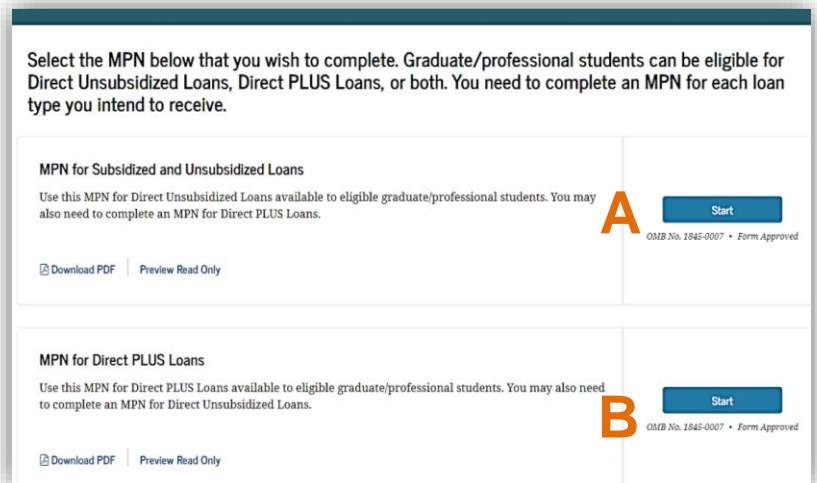 Select the MPN below that you wish to complete. Graduate/professional students can be eligible for
Direct Unsubsidized Loans, Direct PLUS Loans, or both. You need to complete an MPN for each loan
type you intend to receive.
MPN for Subsidized and Unsubsidized Loans
Use this MPN for Direct Unsubsidized Loans available to eligible graduate/professional students. You may
also need to complete an MPN for Direct PLUS Loans.
A
Start
OMB No. 1845-0007 • Form Approved
Download PDF
Preview Read Only
MPN for Direct PLUS Loans
Use this MPN for Direct PLUS Loans available to eligible graduate/professional students. You may also need
to complete an MPN for Direct Unsubsidized Loans.
B
Start
OMB No. 1845-0007 • Form Approved
Download PDF
Preview Read Only